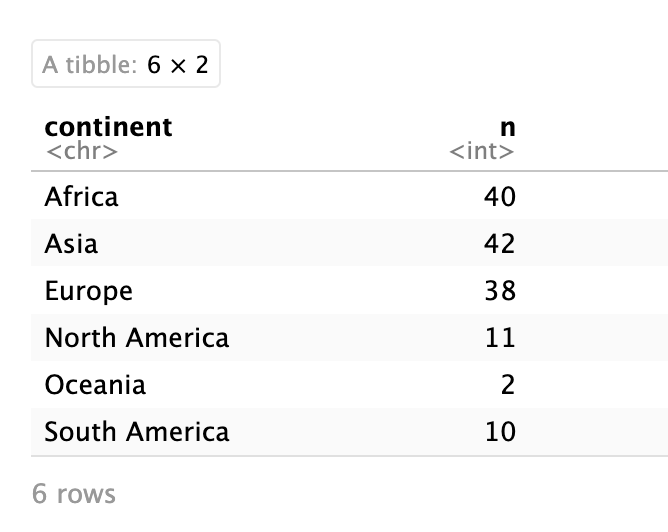 A tibble: 6 × 2
continent n
<chr> <int>
Africa 40
Asia 42
Europe 38
North America 11
Oceania 2
South America 10
6 rows